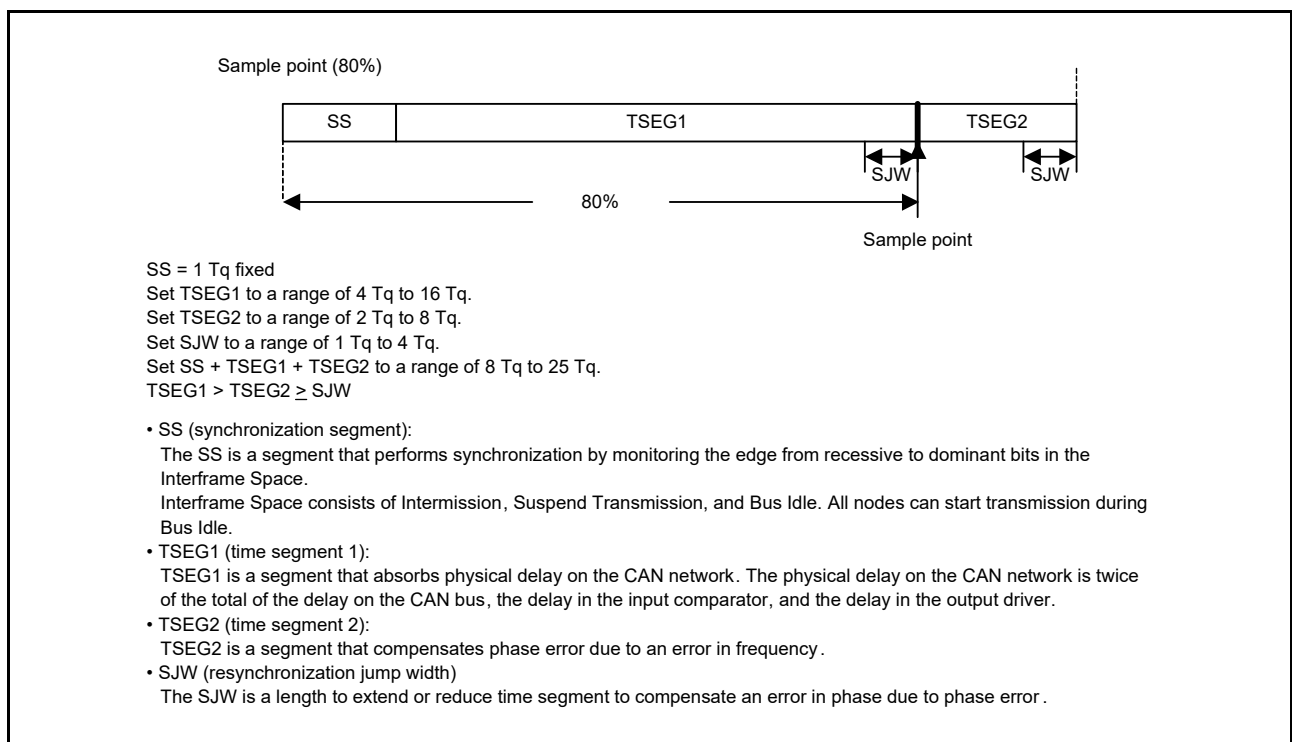 Sample point (80%)
SS TSEG1 TSEG2
SJW SJW
80%
Sample point
SS = 1 Tq fixed
Set TSEG1 to a range of 4 Tq to 16 Tq.
Set TSEG2 to a range of 2 Tq to 8 Tq.
Set SJW to a range of 1 Tq to 4 Tq.
Set SS + TSEG1 + TSEG2 to a range of 8 Tq to 25 Tq.
TSEG1 > TSEG2 ≥ SJW
• SS (synchronization segment):
The SS is a segment that performs synchronization by monitoring the edge from recessive to dominant bits in the
Interframe Space.
Interframe Space consists of Intermission, Suspend Transmission, and Bus Idle. All nodes can start transmission during
Bus Idle.
• TSEG1 (time segment 1):
TSEG1 is a segment that absorbs physical delay on the CAN network. The physical delay on the CAN network is twice
of the total of the delay on the CAN bus, the delay in the input comparator, and the delay in the output driver.
• TSEG2 (time segment 2):
TSEG2 is a segment that compensates phase error due to an error in frequency.
• SJW (resynchronization jump width)
The SJW is a length to extend or reduce time segment to compensate an error in phase due to phase error.